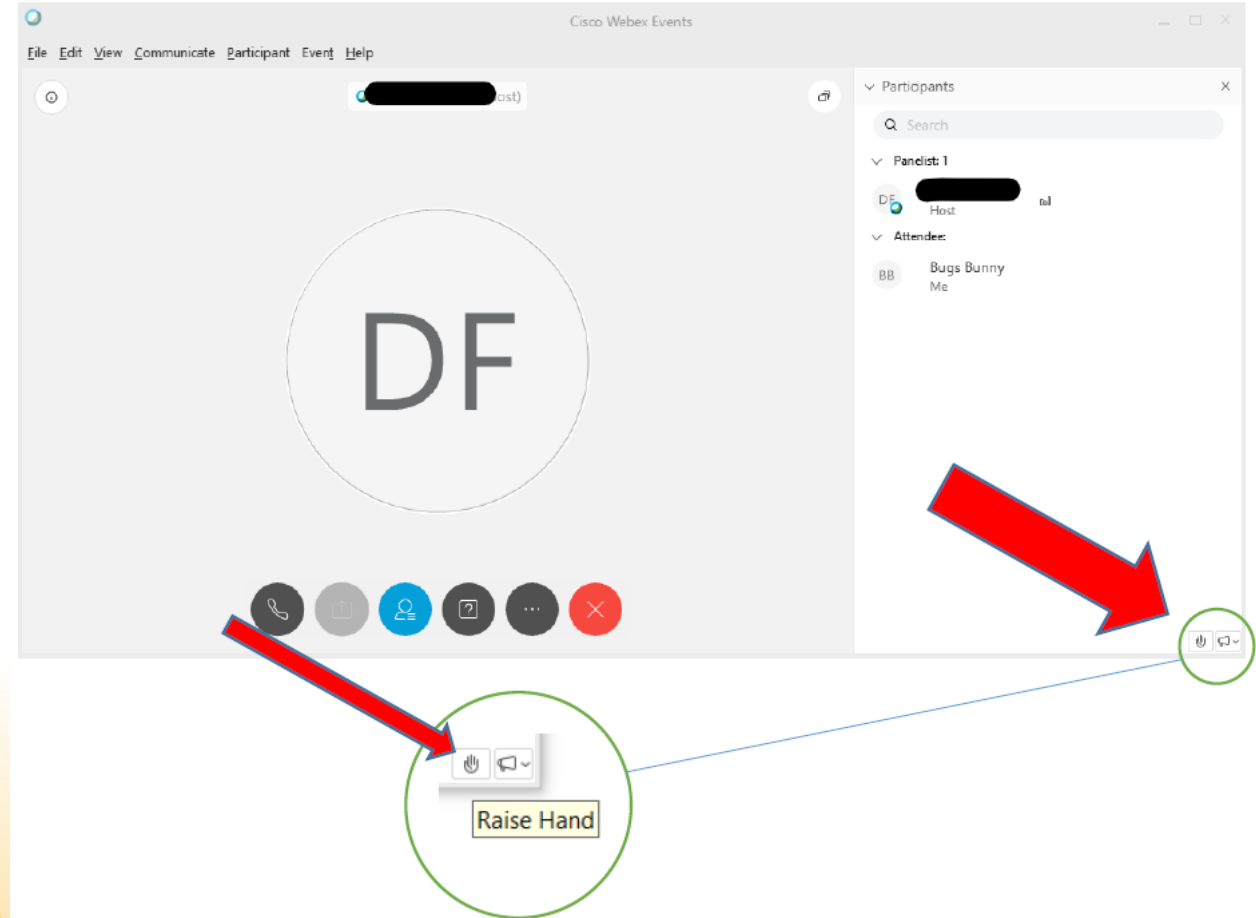 Cisco Webex Events
File Edit View Communicate Participant Event Help
ost)
Participants
Search
Panelist: 1
DF
Host
Attendee:
BB Bugs Bunny
Me
DF
Raise Hand